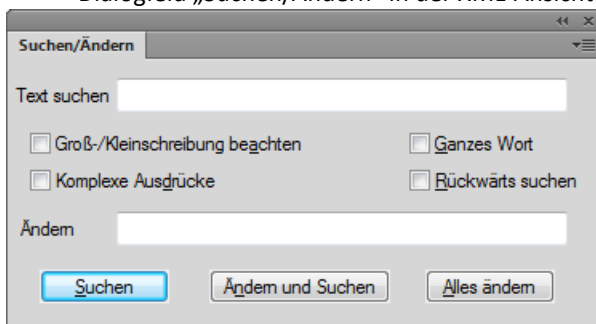 Dialogfeld „Suchen/Ändern“ in der XML-Ansicht
Suchen/Ändern
Text suchen
Groß-/Kleinschreibung beachten
Ganzes Wort
Komplexe Ausdrücke
Rückwärts suchen
Ändern
Suchen
Ändern und Suchen
Alles ändern